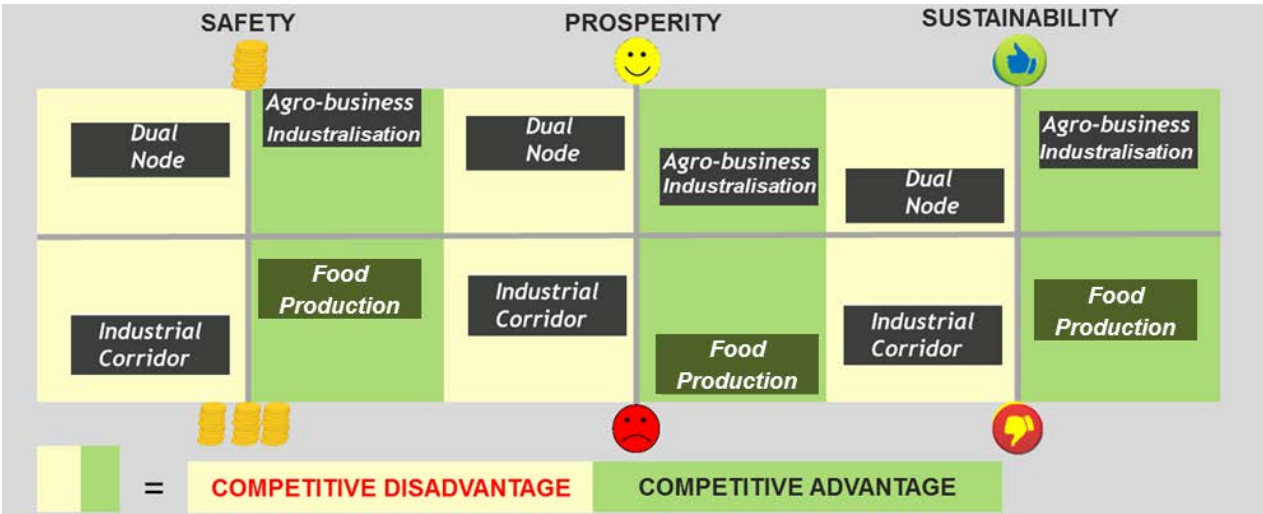 SAFETY
PROSPERITY
SUSTAINABILITY
Dual
Node
Agro-business
Industralisation
Dual
Node
Agro-business
Industralisation
Dual
Node
Agro-business
Industralisation
Industrial
Corridor
Food
Production
Industrial
Corridor
Food
Production
Industrial
Corridor
Food
Production
=
COMPETITIVE DISADVANTAGE
COMPETITIVE ADVANTAGE